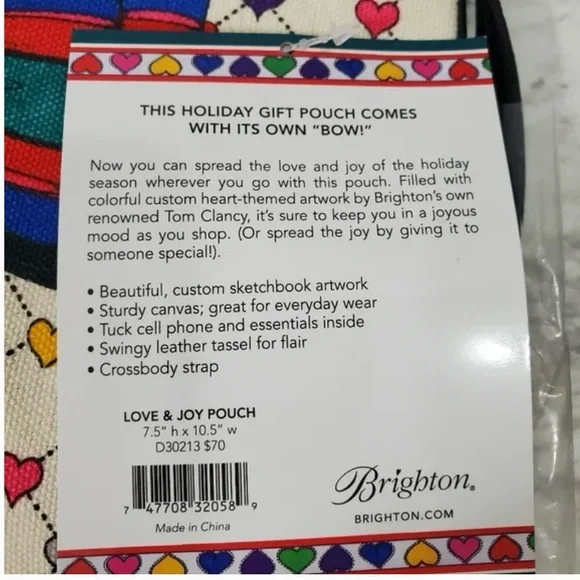 THIS HOLIDAY GIFT POUCH COMES
WITH ITS OWN "BOW!"
Now you can spread the love and joy of the holiday
season wherever you go with this pouch. Filled with
colorful custom heart-themed artwork by Brighton's own
renowned Tom Clancy, it's sure to keep you in a joyous
mood as you shop. (Or spread the joy by giving it to
someone special!).
• Beautiful, custom sketchbook artwork
• Sturdy canvas; great for everyday wear
• Tuck cell phone and essentials inside
• Swingy leather tassel for flair
• Crossbody strap
LOVE & JOY POUCH
7.5" h x 10.5" w
D30213 $70
7 47708 32058 9
Made in China
Brighton®
BRIGHTON.COM